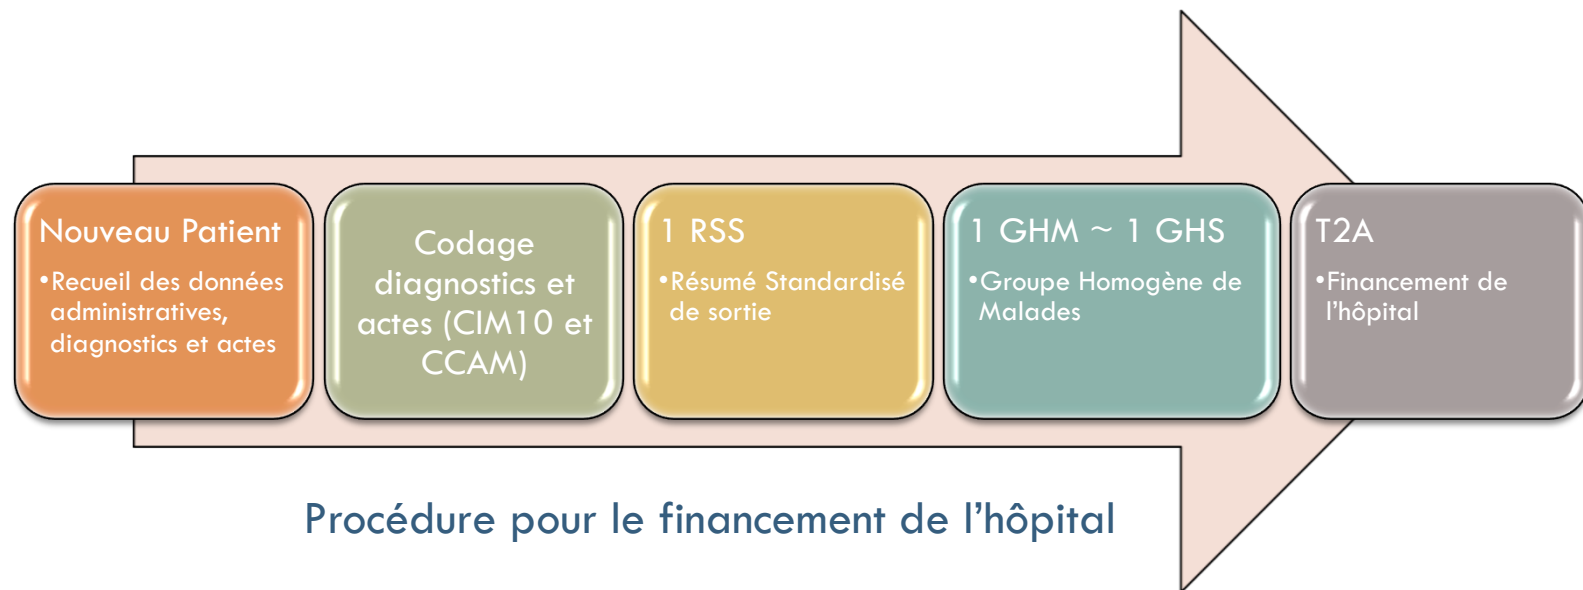 Nouveau Patient
•Recueil des données
administratives,
diagnostics et actes
Codage
diagnostics et
actes (CIM10 et
CCAM)
1 RSS
•Résumé Standardisé
de sortie
1 GHM ~ 1 GHS
•Groupe Homogène de
Malades
T2A
•Financement de
l’hôpital
Procédure pour le financement de l’hôpital